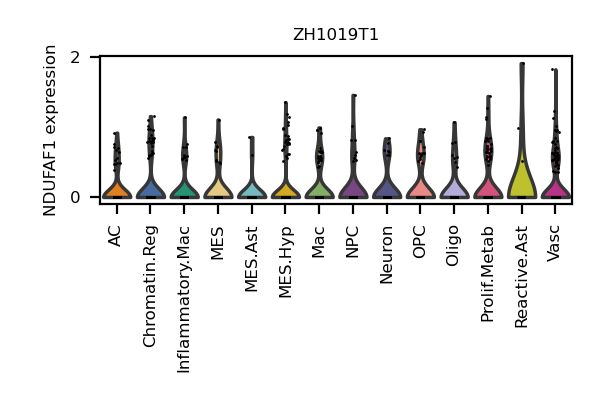 ZH1019T1
NDUFAF1 expression
2
0
AC
Chromatin.Reg
Inflammatory.Mac
MES
MES.Ast
MES.Hyp
Mac
NPC
Neuron
OPC
Oligo
Prolif.Metab
Reactive.Ast
Vasc